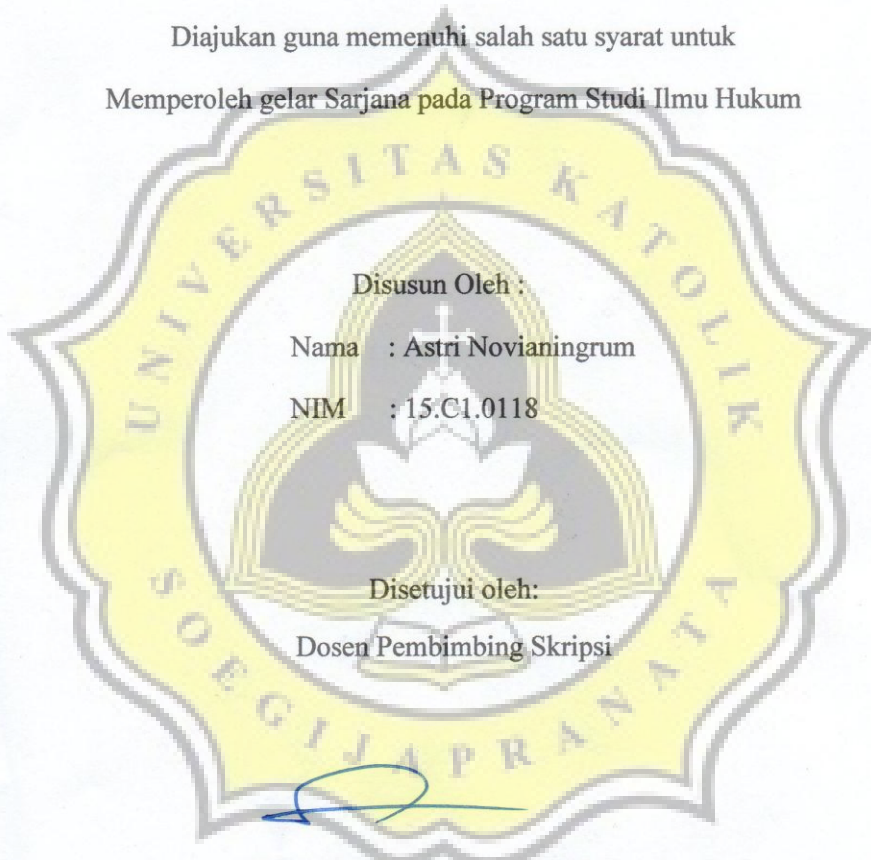 Diajukan guna memenuhi salah satu syarat untuk
Memperoleh gelar Sarjana pada Program Studi Ilmu Hukum
UNIVERSITAS KATOLIK
Disusun Oleh :
Nama : Astri Novianingrum
NIM : 15.C1.0118
Disetujui oleh:
Dosen Pembimbing Skripsi
SOEGIJAPRANATA